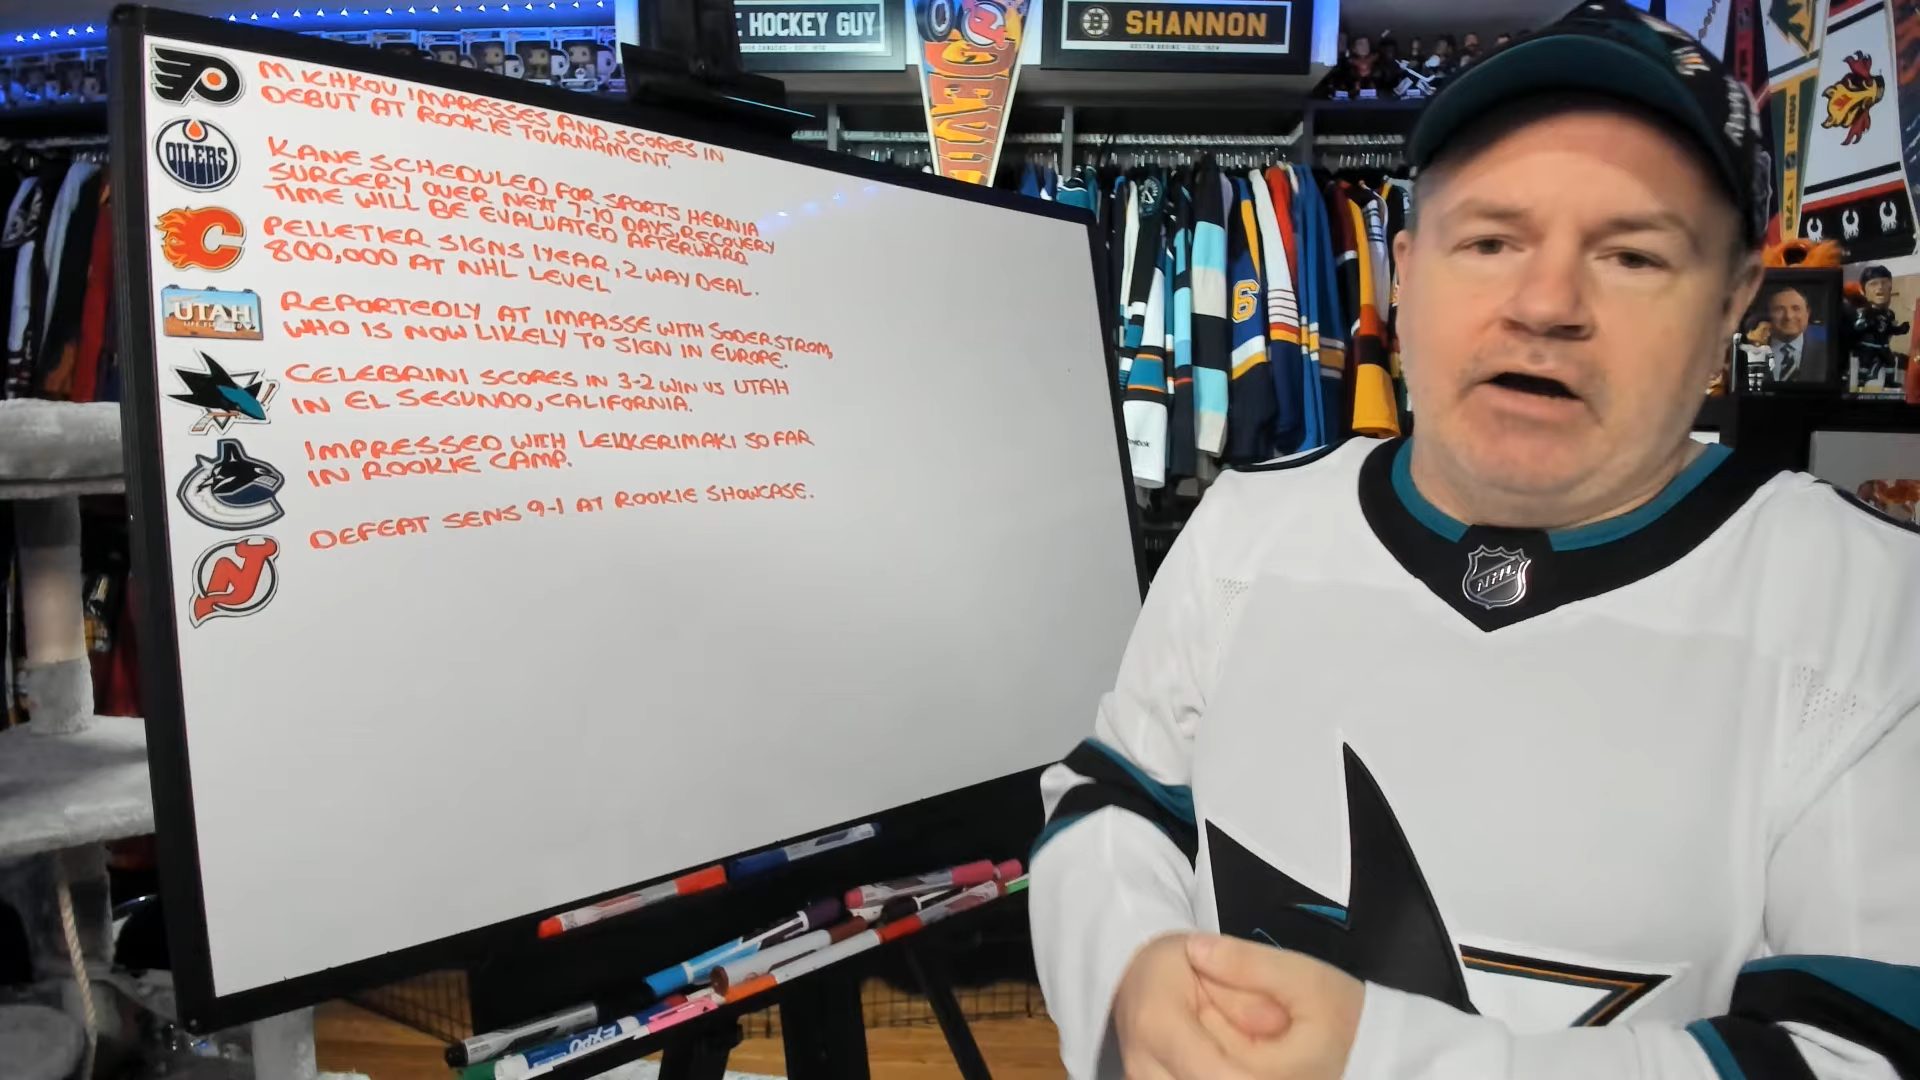 E HOCKEY GUY
SHANNON
DEVIL
MICHKOV IMPRESSES AND SCORES IN
DEBUT AT ROOKIE TOURNAMENT.
OILERS
KANE SCHEDULED FOR SPORTS HERNIA
SURGERY OVER NEXT 7-10 DAYS, RECOVERY
TIME WILL BE EVALUATED AFTERWARD.
PELLETIER SIGNS 1 YEAR, 2 WAY DEAL.
800,000 AT NHL LEVEL
UTAH
REPORTEDLY AT IMPASSE WITH SODERSTROM,
WHO IS NOW LIKELY TO SIGN IN EUROPE.
CELEBRINI SCORES IN 3-2 WIN VS UTAH
IN EL SEGUNDO, CALIFORNIA.
IMPRESSED WITH LEKKERIMAKI SO FAR
IN ROOKIE CAMP.
DEFEAT SENS 9-1 AT ROOKIE SHOWCASE.
6
NHL
EXPO